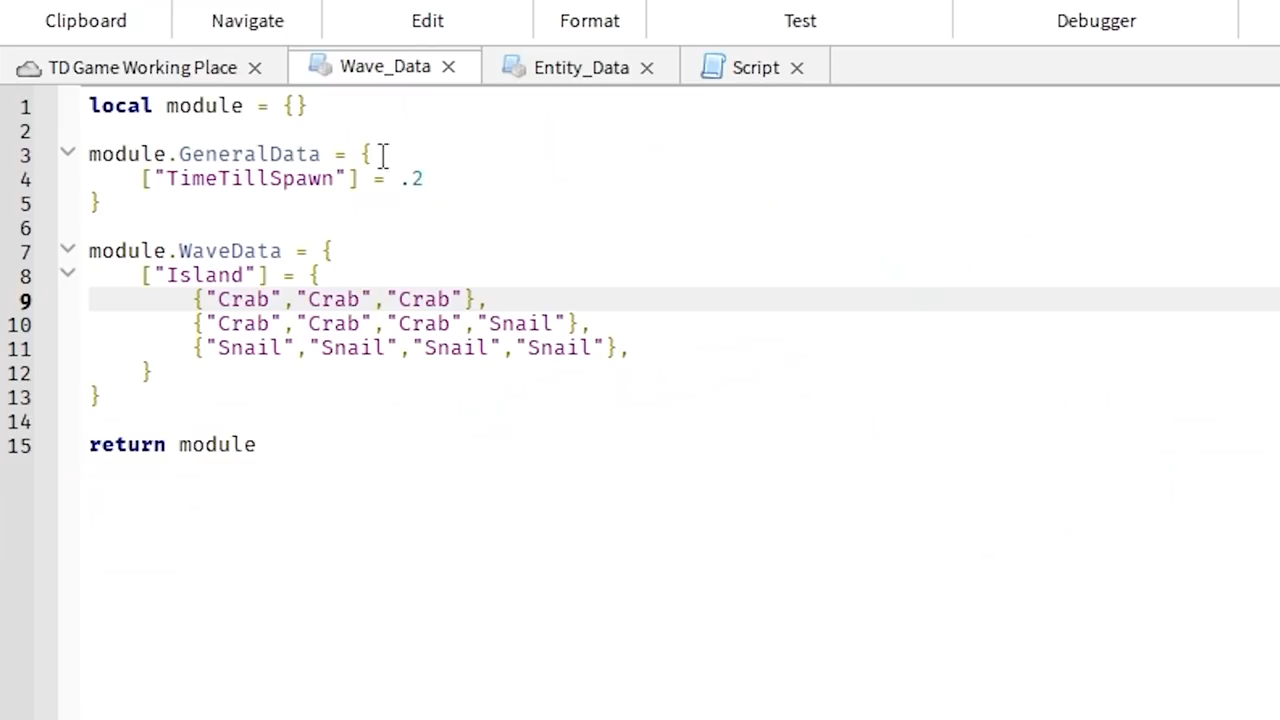 Clipboard Navigate Edit Format Test Debugger
TD Game Working Place Wave_Data Entity_Data Script
1 local module = {}
2
3 module.GeneralData = {
4 ["TimeTillSpawn"] = .2
5 }
6
7 module.WaveData = {
8 ["Island"] = {
9 {"Crab","Crab","Crab"},
10 {"Crab","Crab","Crab","Snail"},
11 {"Snail","Snail","Snail","Snail"},
12 }
13 }
14
15 return module